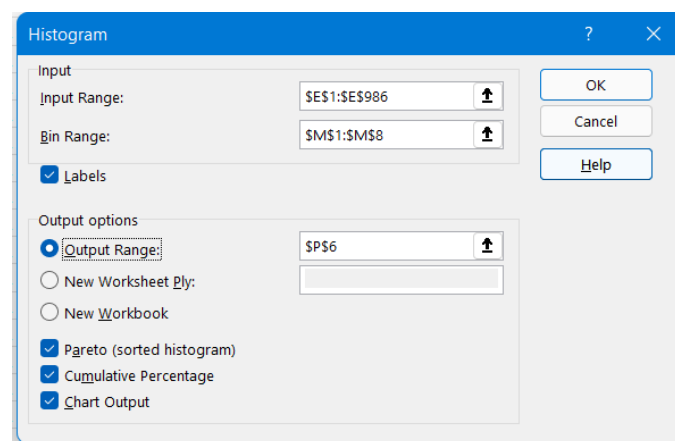 Histogram ? ×
Input
Input Range: $E$1:$E$986
Bin Range: $M$1:$M$8
Labels
OK
Cancel
Help
Output options
Output Range: $P$6
New Worksheet Ply:
New Workbook
Pareto (sorted histogram)
Cumulative Percentage
Chart Output